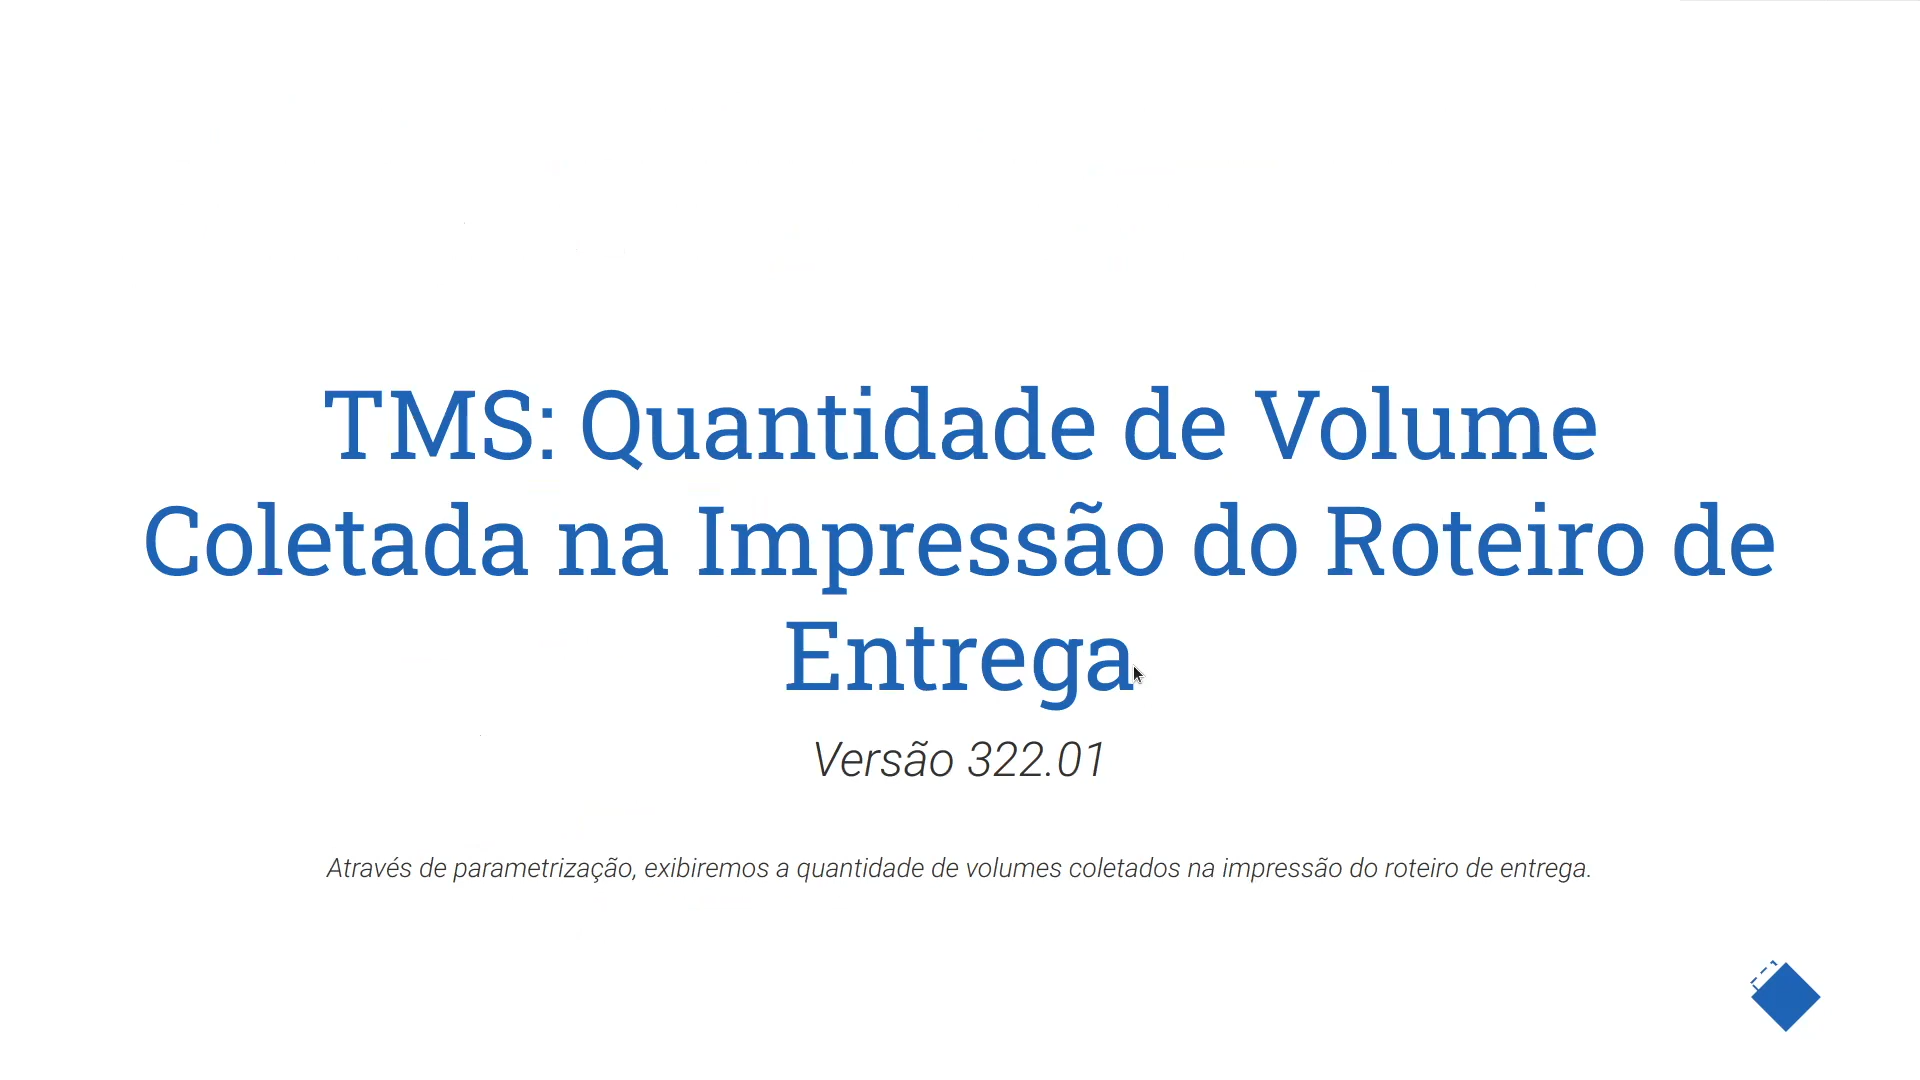 TMS: Quantidade de Volume
Coletada na Impressão do Roteiro de
Entrega
Versão 322.01
Através de parametrização, exibiremos a quantidade de volumes coletados na impressão do roteiro de entrega.